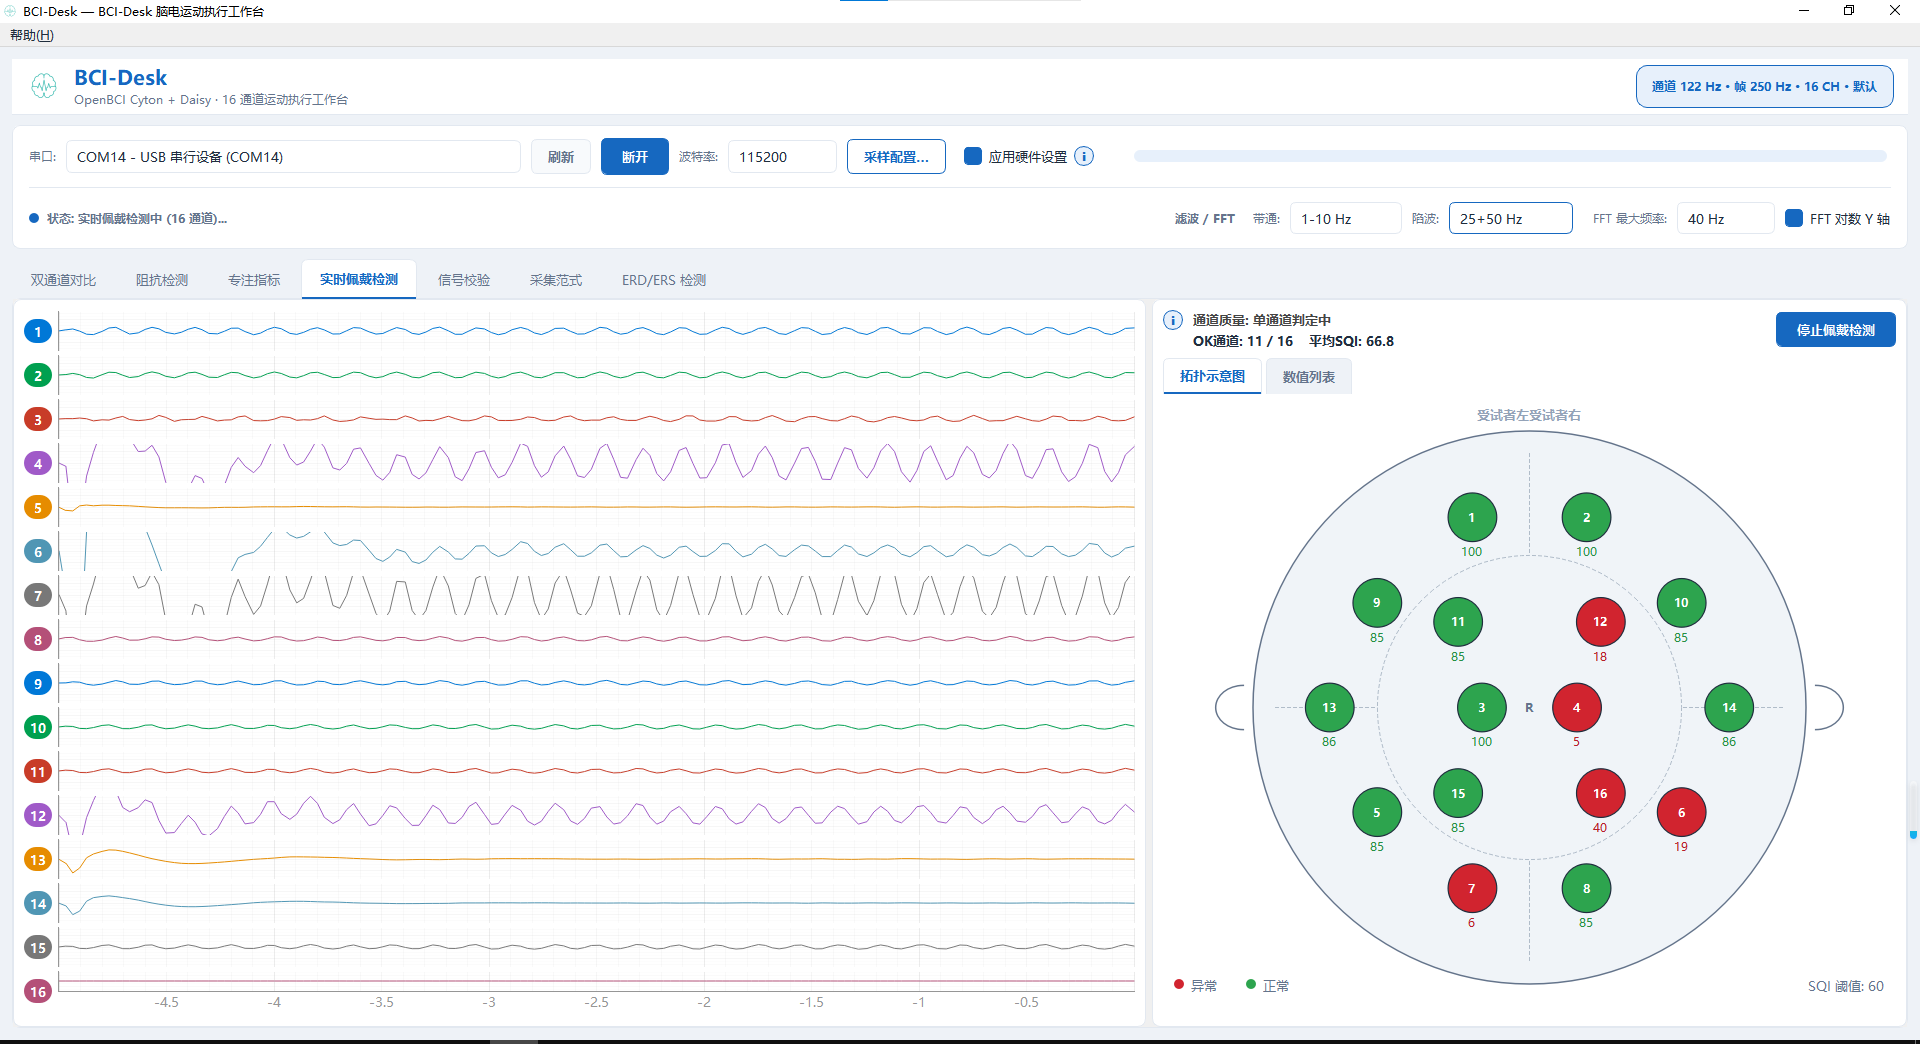 BCI-Desk — BCI-Desk 脑电运动执行工作台
帮助(H)
BCI-Desk
OpenBCI Cyton + Daisy · 16 通道运动执行工作台
通道 122 Hz • 帧 250 Hz • 16 CH • 默认
串口: COM14 - USB 串行设备 (COM14) 刷新 断开 波特率: 115200 采样配置... 应用硬件设置 i
状态: 实时佩戴检测中 (16 通道)... 滤波 / FFT 带通: 1-10 Hz 陷波: 25+50 Hz FFT 最大频率: 40 Hz FFT 对数 Y 轴
双通道对比 阻抗检测 专注指标 实时佩戴检测 信号校验 采集范式 ERD/ERS 检测
1
2
3
4
5
6
7
8
9
10
11
12
13
14
15
16
-4.5 -4 -3.5 -3 -2.5 -2 -1.5 -1 -0.5
i 通道质量: 单通道判定中
OK通道: 11 / 16 平均SQI: 66.8
停止佩戴检测
拓扑示意图 数值列表
受试者左受试者右
1 2
100 100
9 10
85 85
11 12
85 18
13 3 R 4 14
86 100 5 86
15 16
85 40
5 6
85 19
7 8
6 85
异常 正常 SQI 阈值: 60